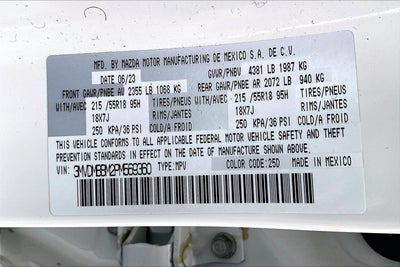 MFD. BY MAZDA MOTOR MANUFACTURING DE MEXICO S.A. DE C.V.
DATE 06/23 GVWR/PNBV 4381 LB 1987 KG
FRONT GAWR/PNBE AV 2355 LB 1068 KG REAR GAWR/PNBE AR 2072 LB 940 KG
WITH/AVEC 215 /55R18 95H TIRES/PNEUS WITH/AVEC 215 /55R18 95H TIRES/PNEUS
18X7J RIMS/JANTES 18X7J RIMS/JANTES
250 KPA/36 PSI COLD/A FROID 250 KPA/36 PSI COLD/A FROID
THIS VEHICLE CONFORMS TO ALL APPLICABLE FEDERAL MOTOR VEHICLE SAFETY AND THEFT
PREVENTION STANDARDS IN EFFECT ON THE DATE OF MANUFACTURE SHOWN ABOVE.
VIN: 3MVDMBBM2PM569360 TYPE:MPV COLOR CODE:25D MADE IN MEXICO